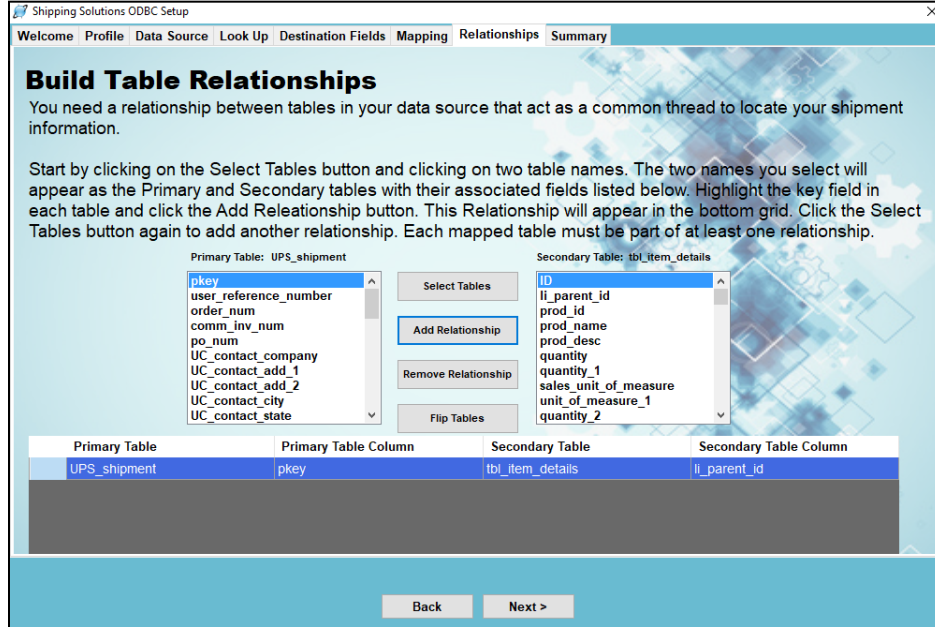 Shipping Solutions ODBC Setup
Welcome Profile Data Source Look Up Destination Fields Mapping Relationships Summary
Build Table Relationships
You need a relationship between tables in your data source that act as a common thread to locate your shipment
information.
Start by clicking on the Select Tables button and clicking on two table names. The two names you select will
appear as the Primary and Secondary tables with their associated fields listed below. Highlight the key field in
each table and click the Add Releationship button. This Relationship will appear in the bottom grid. Click the Select
Tables button again to add another relationship. Each mapped table must be part of at least one relationship.
Primary Table: UPS_shipment
pkey
user_reference_number
order_num
comm_inv_num
po_num
UC_contact_company
UC_contact_add_1
UC_contact_add_2
UC_contact_city
UC_contact_state
Select Tables
Add Relationship
Remove Relationship
Flip Tables
Secondary Table: tbl_item_details
ID
li_parent_id
prod_id
prod_name
prod_desc
quantity
quantity_1
sales_unit_of_measure
unit_of_measure_1
quantity_2
Primary Table Primary Table Column Secondary Table Secondary Table Column
UPS_shipment pkey tbl_item_details li_parent_id
Back Next >